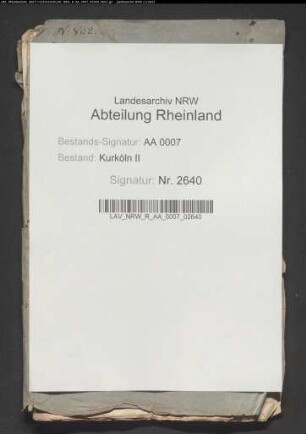 Landesarchiv NRW
Abteilung Rheinland
Bestands-Signatur: AA 0007
Bestand: Kurköln II
Signatur: Nr. 2640
LAV_NRW_R_AA_0007_02640